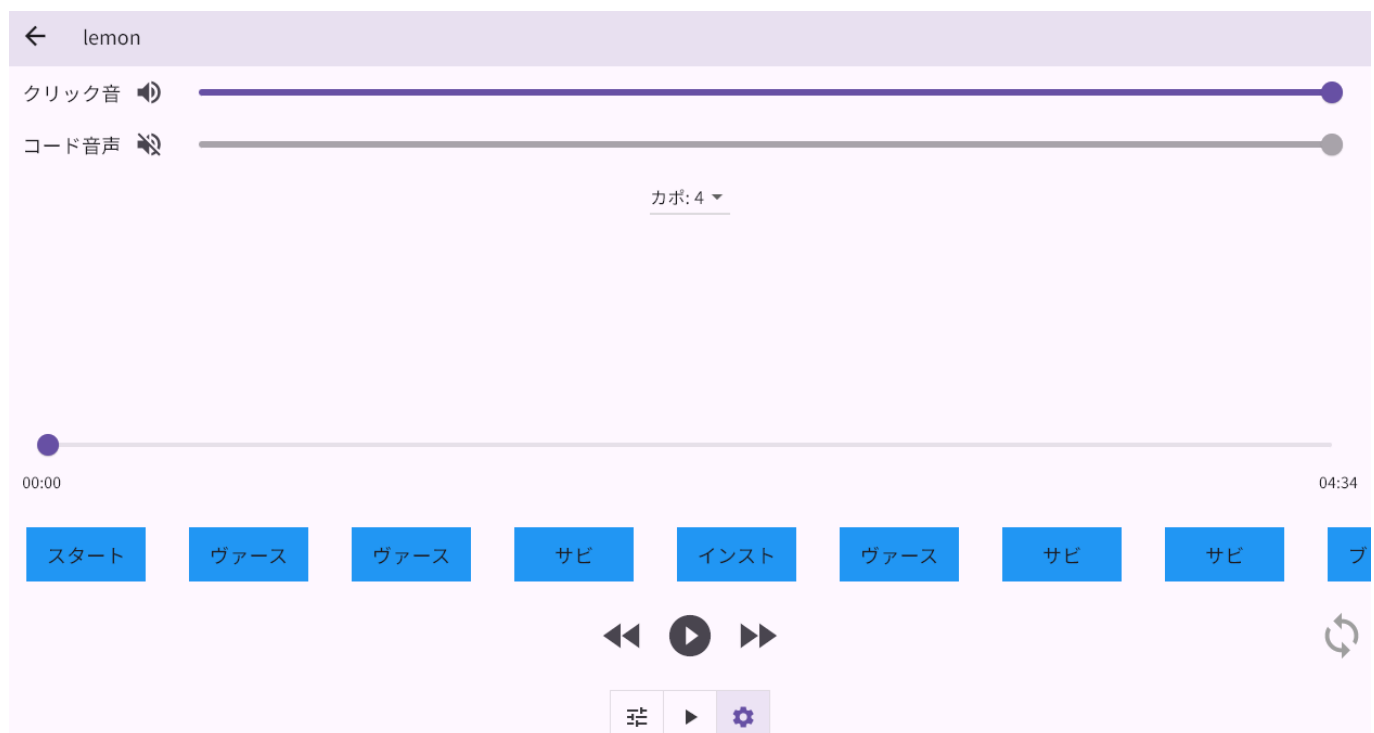 lemon
クリック音
コード音声
カポ: 4
00:00 04:34
スタート ヴァース ヴァース サビ インスト ヴァース サビ サビ ブ